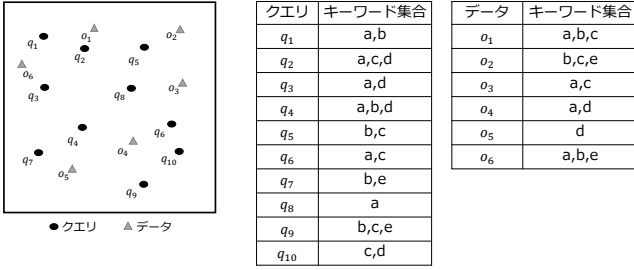 q₁
o₁
o₂
q₂
q₅
o₆
q₃
q₈
o₃
q₄
q₆
o₄
q₇
q₁₀
o₅
q₉
クエリ データ
クエリ キーワード集合
q₁ a,b
q₂ a,c,d
q₃ a,d
q₄ a,b,d
q₅ b,c
q₆ a,c
q₇ b,e
q₈ a
q₉ b,c,e
q₁₀ c,d
データ キーワード集合
o₁ a,b,c
o₂ b,c,e
o₃ a,c
o₄ a,d
o₅ d
o₆ a,b,e